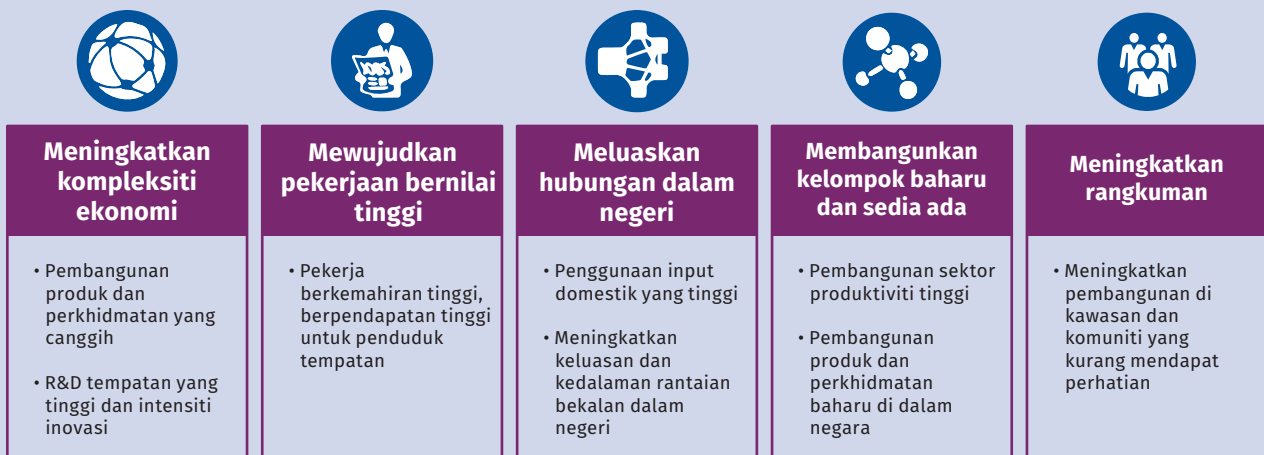 JOBS
Meningkatkan
kompleksiti
ekonomi
• Pembangunan
produk dan
perkhidmatan yang
canggih
• R&D tempatan yang
tinggi dan intensiti
inovasi
Mewujudkan
pekerjaan bernilai
tinggi
• Pekerja
berkemahiran tinggi,
berpendapatan tinggi
untuk penduduk
tempatan
Meluaskan
hubungan dalam
negeri
• Penggunaan input
domestik yang tinggi
• Meningkatkan
keluasan dan
kedalaman rantaian
bekalan dalam
negeri
Membangunkan
kelompok baharu
dan sedia ada
• Pembangunan sektor
produktiviti tinggi
• Pembangunan
produk dan
perkhidmatan
baharu di dalam
negara
Meningkatkan
rangkuman
• Meningkatkan
pembangunan di
kawasan dan
komuniti yang
kurang mendapat
perhatian